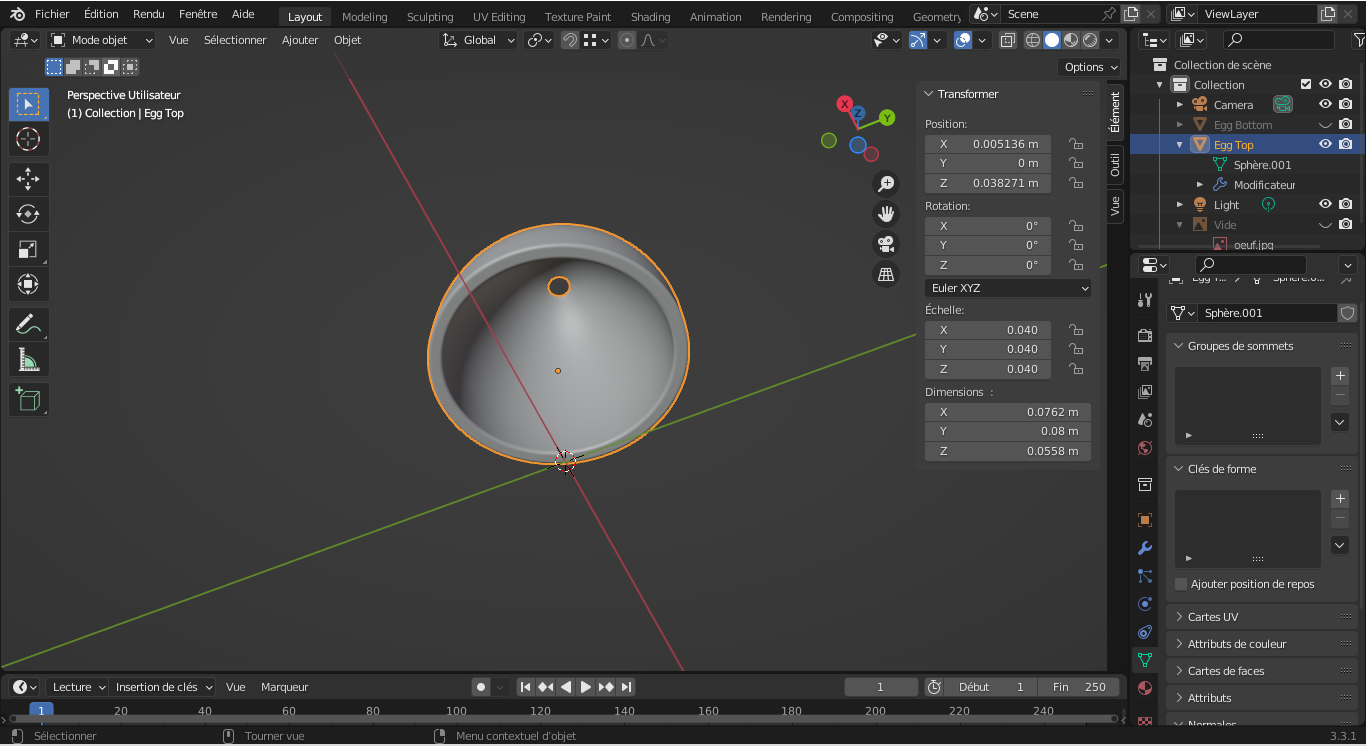 Fichier Édition Rendu Fenêtre Aide Layout Modeling Sculpting UV Editing Texture Paint Shading Animation Rendering Compositing Geometry Scene ViewLayer
Mode objet Vue Sélectionner Ajouter Objet Global
Options
Perspective Utilisateur
(1) Collection | Egg Top
X
Z
Y
Transformer
Position:
X 0.005136 m
Y 0 m
Z 0.038271 m
Rotation:
X 0°
Y 0°
Z 0°
Euler XYZ
Échelle:
X 0.040
Y 0.040
Z 0.040
Dimensions :
X 0.0762 m
Y 0.08 m
Z 0.0558 m
Élément
Outil
Vue
Collection de scène
Collection
Camera
Egg Bottom
Egg Top
Sphère.001
Modificateur
Light
Vide
oeuf.jpg
Sphère.001
Groupes de sommets
Clés de forme
Ajouter position de repos
Cartes UV
Attributs de couleur
Cartes de faces
Attributs
Normales
Lecture Insertion de clés Vue Marqueur 1 Début 1 Fin 250
1 20 40 60 80 100 120 140 160 180 200 220 240
Sélectionner Tourner vue Menu contextuel d'objet 3.3.1